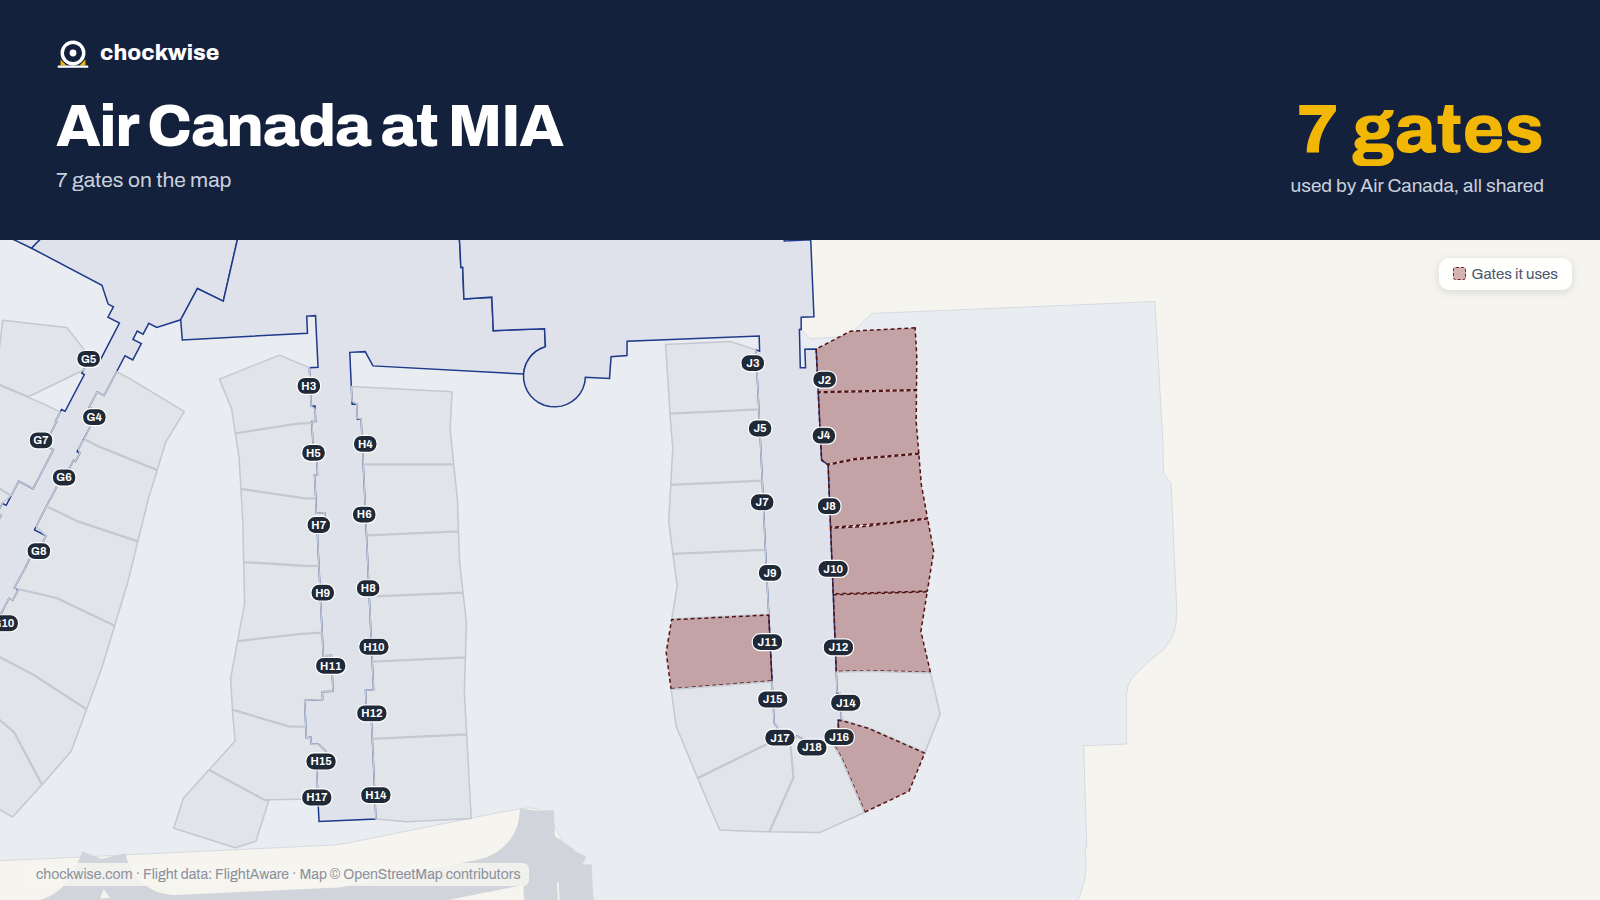 chockwise
Air Canada at MIA
7 gates on the map
7 gates
used by Air Canada, all shared
Gates it uses
G5
J3
J2
H3
G4
J5
J4
G7
H4
H5
G6
J7
J8
H6
H7
G8
J9
J10
H8
H9
J11
J12
H10
H11
J15
J14
H12
J17
J16
J18
H15
H14
H17
chockwise.com · Flight data: FlightAware · Map © OpenStreetMap contributors